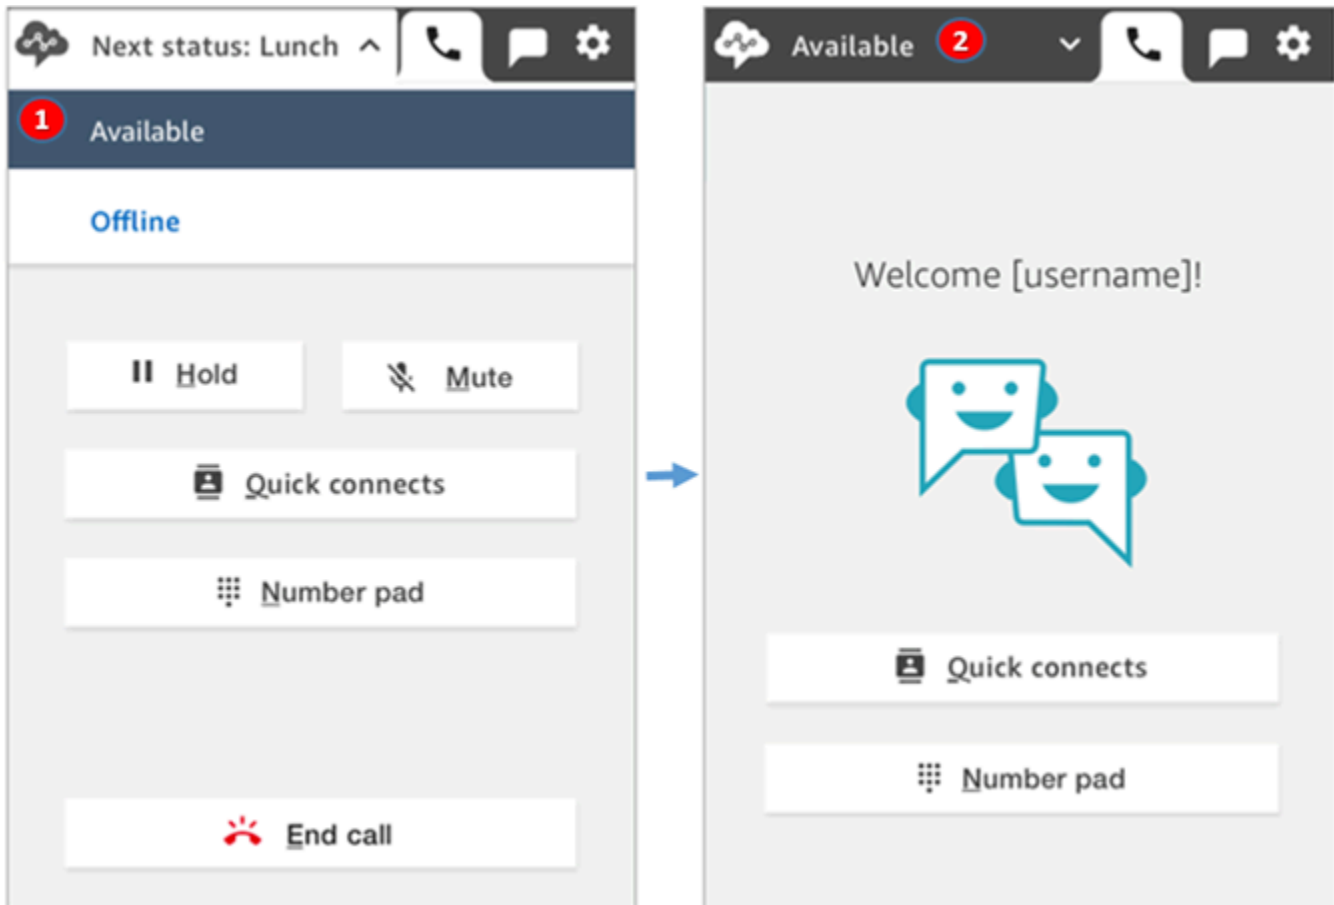 Next status: Lunch
1 Available
Offline
Hold Mute
Quick connects
Number pad
End call
Available 2
Welcome [username]!
Quick connects
Number pad